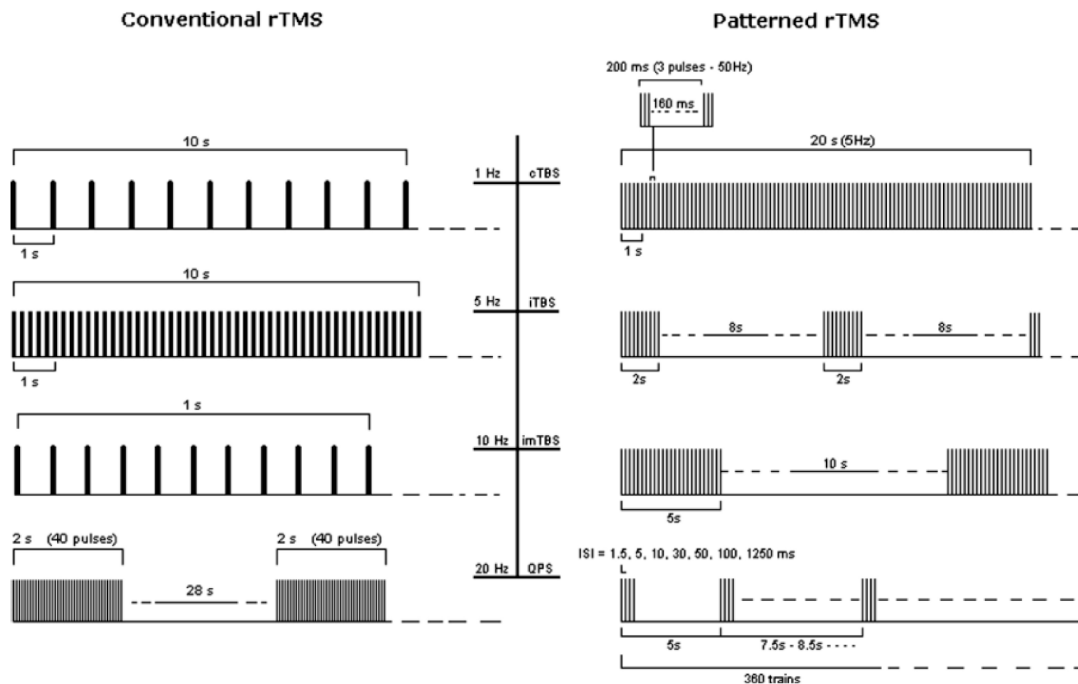 Conventional rTMS
Patterned rTMS
200 ms (3 pulses - 50Hz)
160 ms
10 s
1 Hz
cTBS
20 s (5Hz)
1 s
1 s
10 s
5 Hz
iTBS
8s
8s
1 s
2s
2s
1 s
10 Hz
imTBS
10 s
5s
2 s (40 pulses)
2 s (40 pulses)
28 s
20 Hz
QPS
ISI = 1.5, 5, 10, 30, 50, 100, 1250 ms
5s
7.5s - 8.5s - - - -
360 trains